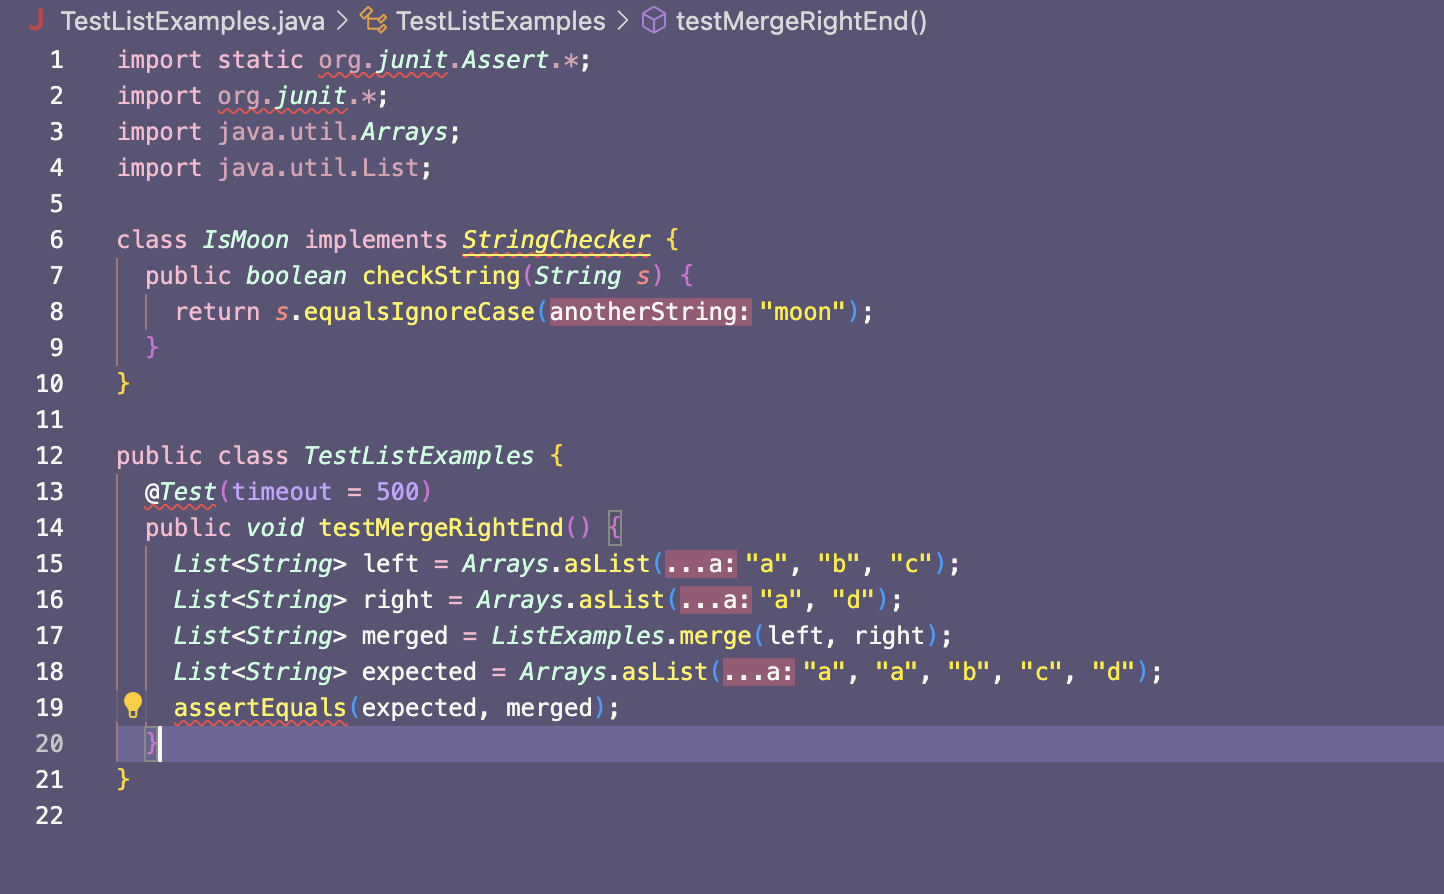 J TestListExamples.java > TestListExamples > testMergeRightEnd()
1 import static org.junit.Assert.*;
2 import org.junit.*;
3 import java.util.Arrays;
4 import java.util.List;
5
6 class IsMoon implements StringChecker {
7 public boolean checkString(String s) {
8 return s.equalsIgnoreCase(anotherString: "moon");
9 }
10 }
11
12 public class TestListExamples {
13 @Test(timeout = 500)
14 public void testMergeRightEnd() {
15 List<String> left = Arrays.asList(...a: "a", "b", "c");
16 List<String> right = Arrays.asList(...a: "a", "d");
17 List<String> merged = ListExamples.merge(left, right);
18 List<String> expected = Arrays.asList(...a: "a", "a", "b", "c", "d");
19 assertEquals(expected, merged);
20 }
21 }
22